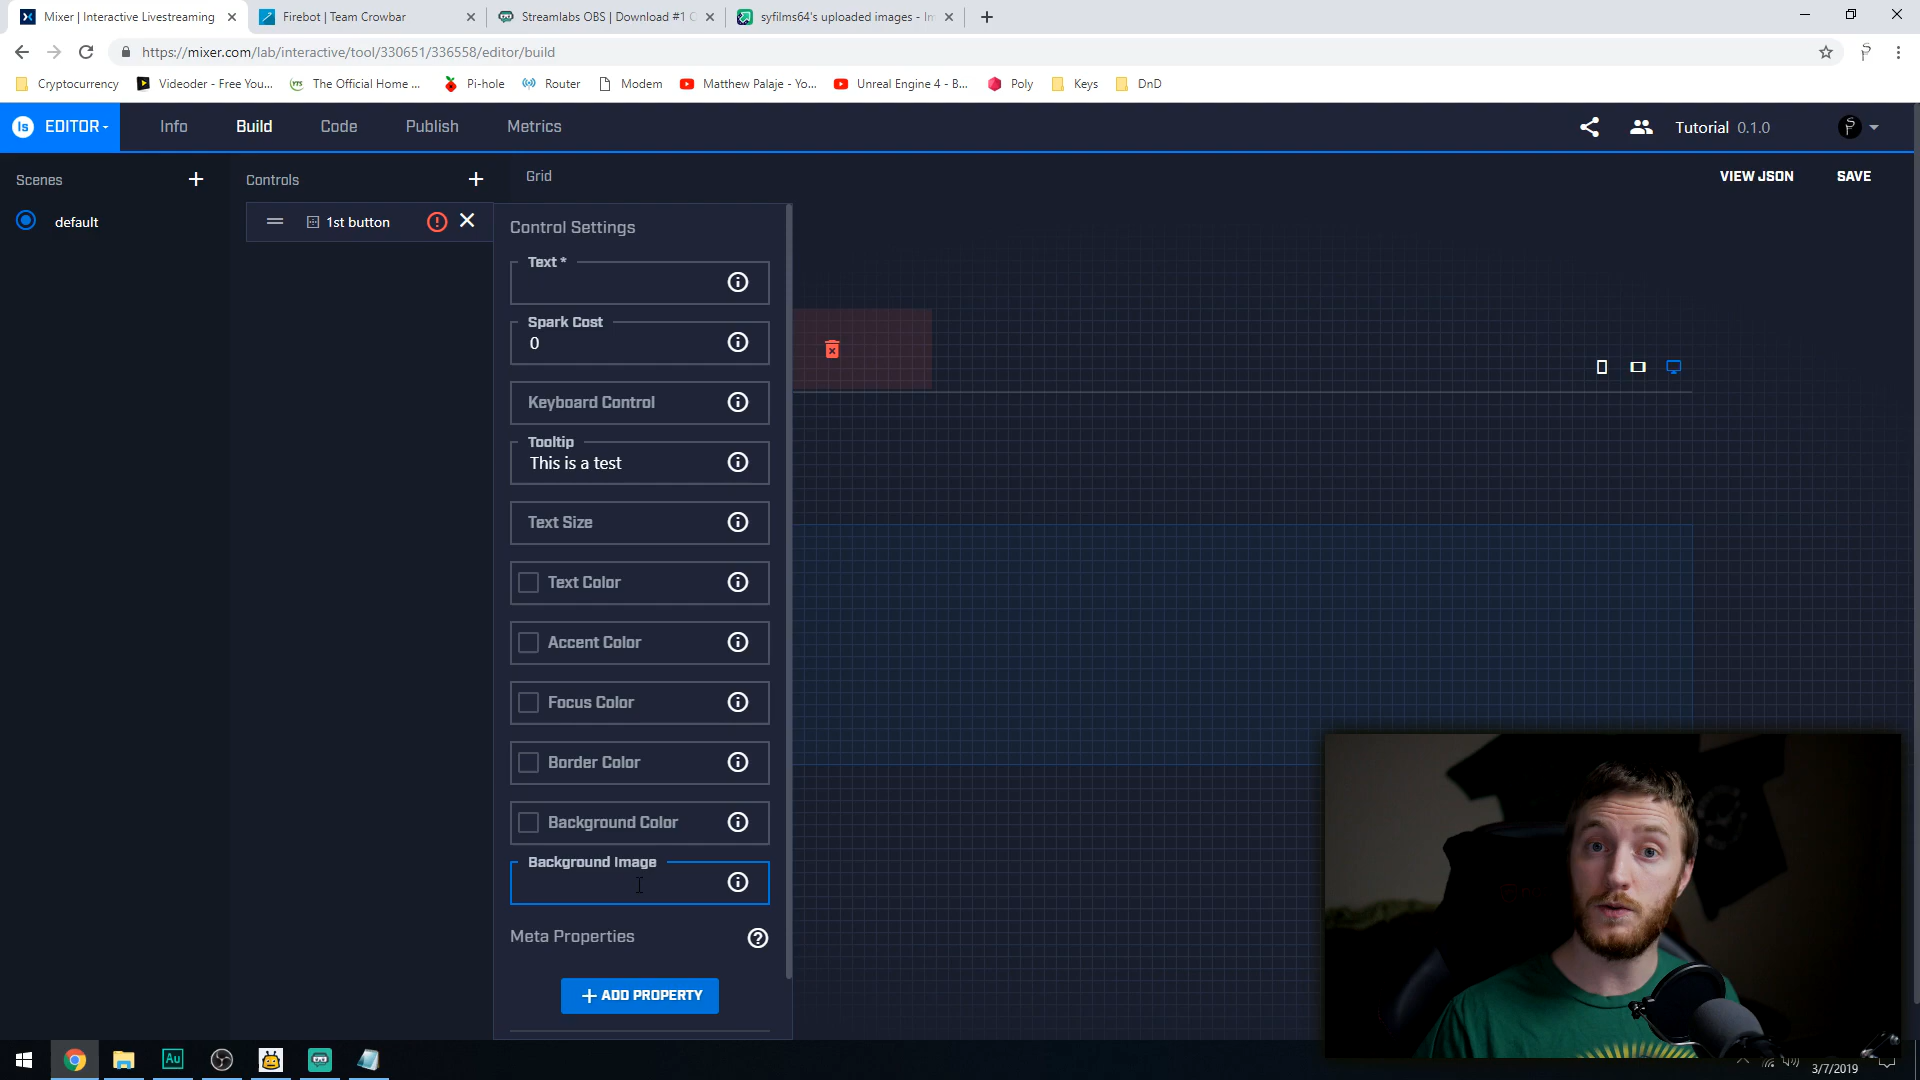 Mixer | Interactive Livestreaming
Firebot | Team Crowbar
Streamlabs OBS | Download #1
syfilms64's uploaded images -
https://mixer.com/lab/interactive/tool/330651/336558/editor/build
Cryptocurrency
Videoder - Free You...
The Official Home ...
Pi-hole
Router
Modem
Matthew Palaje - Yo...
Unreal Engine 4 - B...
Poly
Keys
DnD
EDITOR
Info
Build
Code
Publish
Metrics
Tutorial 0.1.0
Scenes
Controls
Grid
VIEW JSON
SAVE
default
1st button
Control Settings
Text *
Spark Cost
0
Keyboard Control
Tooltip
This is a test
Text Size
Text Color
Accent Color
Focus Color
Border Color
Background Color
Background Image
Meta Properties
ADD PROPERTY
Au
3/7/2019